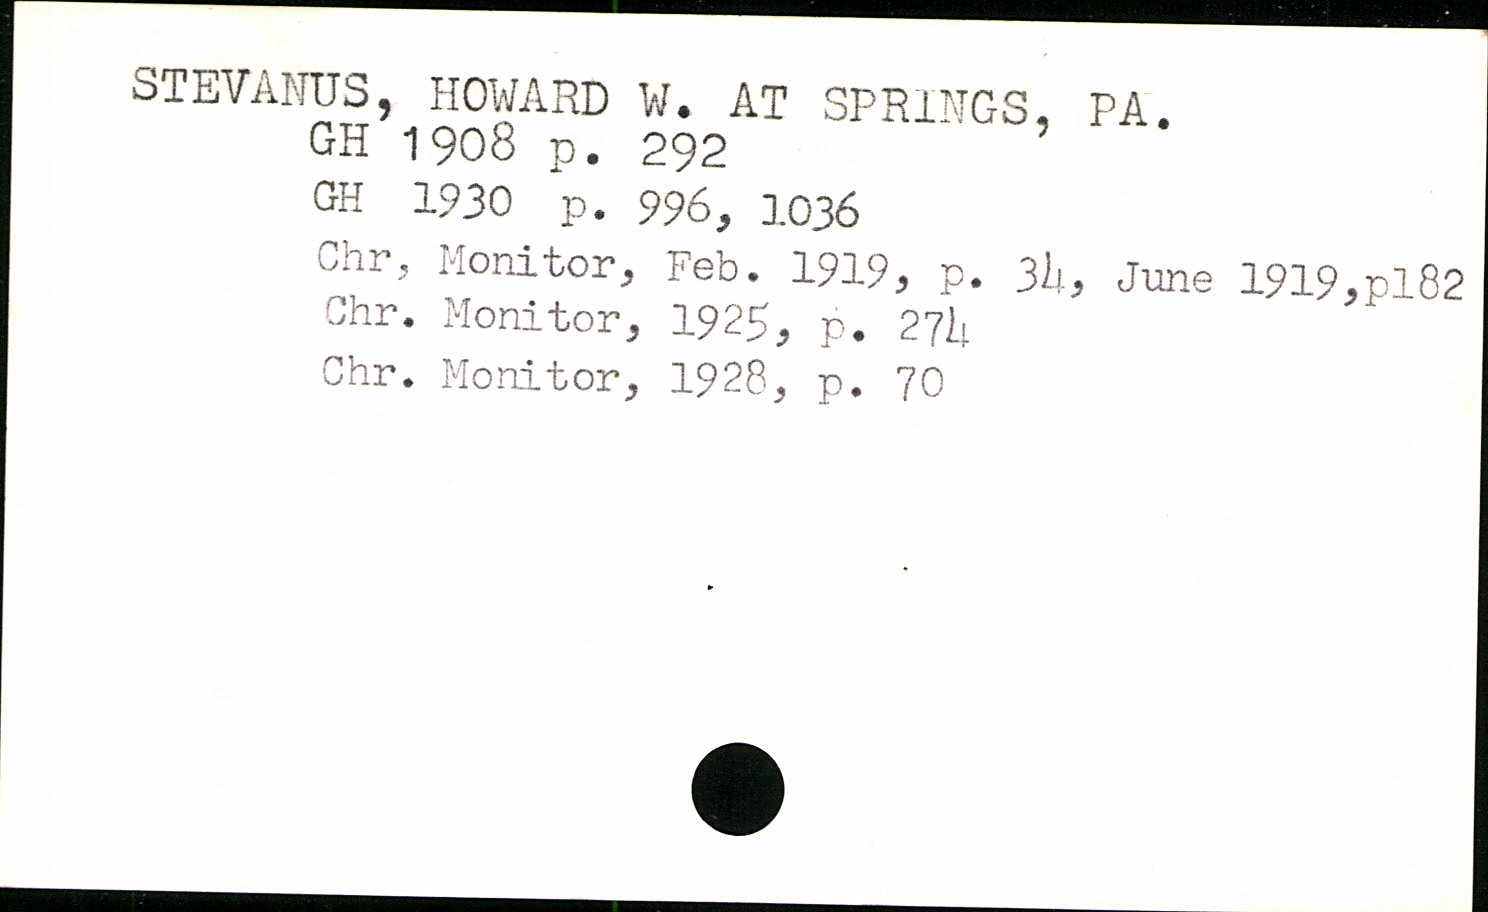 STEVANUS, HOWARD W. AT SPRINGS, PA.
GH 1908 p. 292
GH 1930 p. 996, 1036
Chr, Monitor, Feb. 1919, p. 34, June 1919,p182
Chr. Monitor, 1925, p. 274
Chr. Monitor, 1928, p. 70